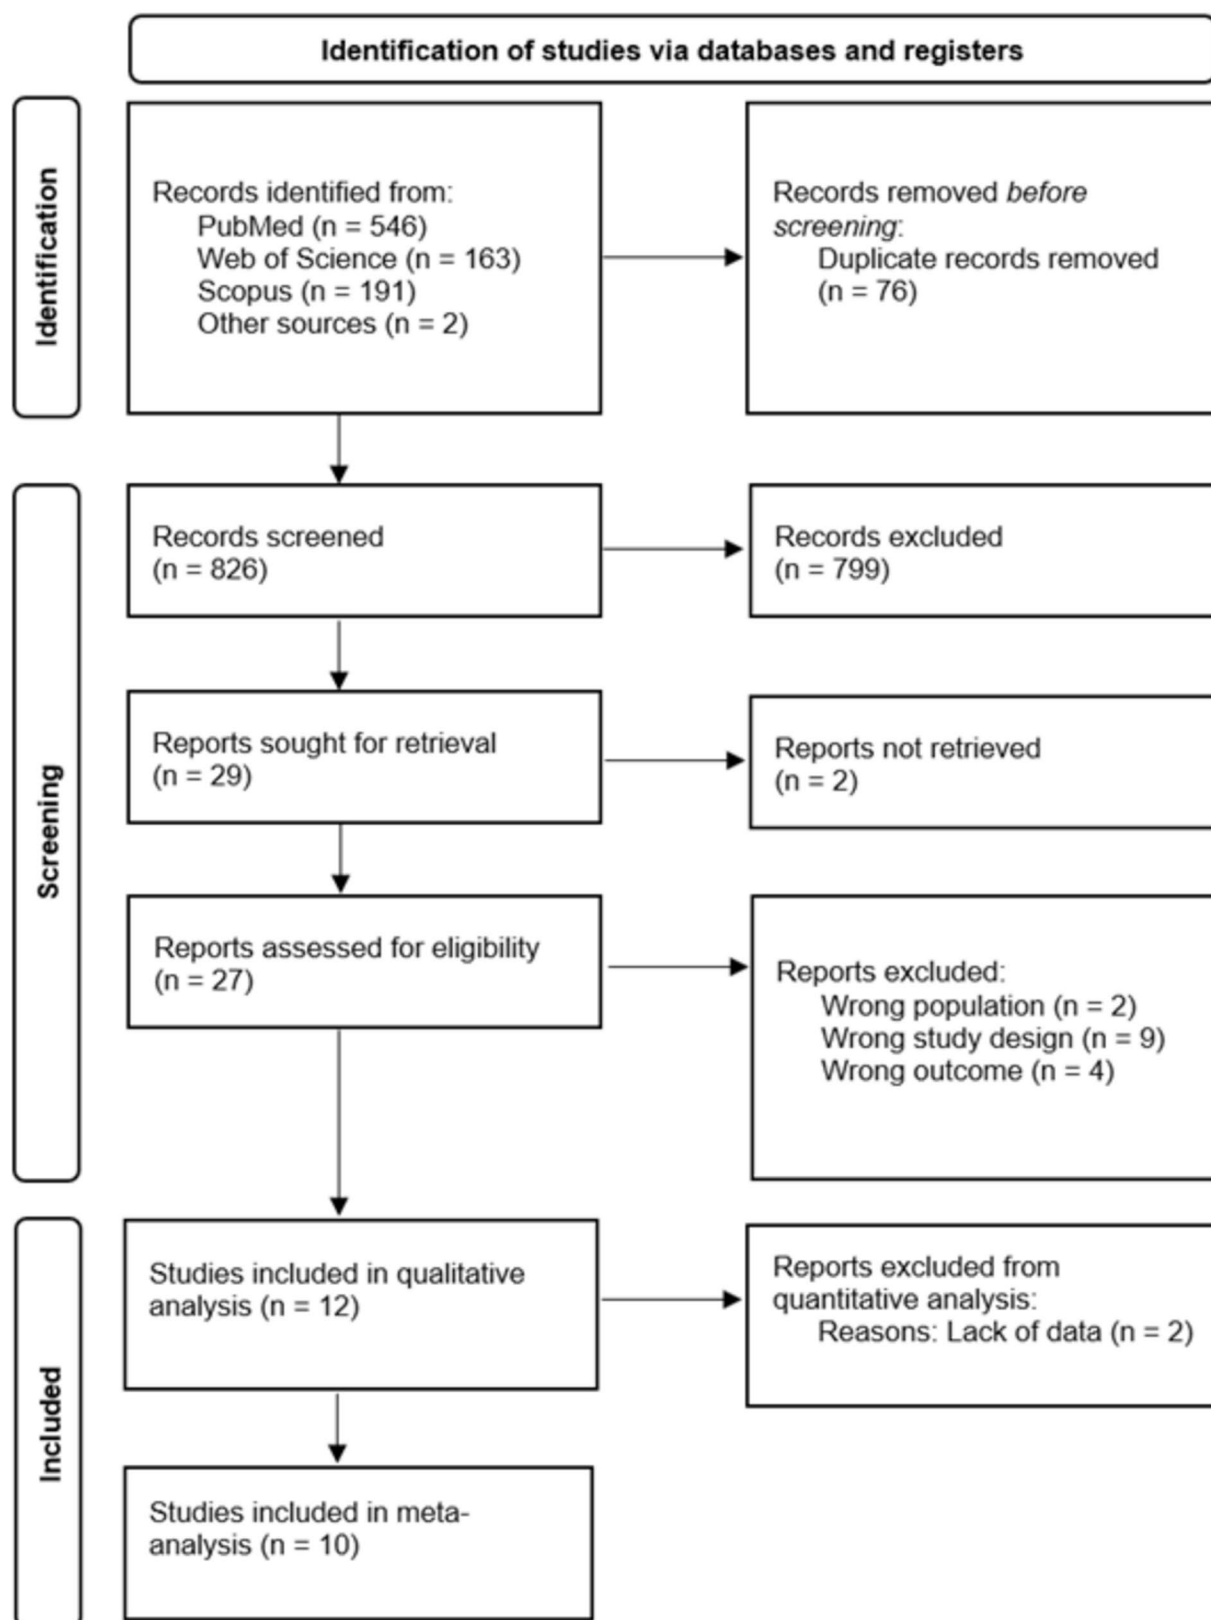 Identification of studies via databases and registers
Identification
Records identified from:
PubMed (n = 546)
Web of Science (n = 163)
Scopus (n = 191)
Other sources (n = 2)
Records removed before
screening:
Duplicate records removed
(n = 76)
Screening
Records screened
(n = 826)
Records excluded
(n = 799)
Reports sought for retrieval
(n = 29)
Reports not retrieved
(n = 2)
Reports assessed for eligibility
(n = 27)
Reports excluded:
Wrong population (n = 2)
Wrong study design (n = 9)
Wrong outcome (n = 4)
Included
Studies included in qualitative
analysis (n = 12)
Reports excluded from
quantitative analysis:
Reasons: Lack of data (n = 2)
Studies included in meta-
analysis (n = 10)